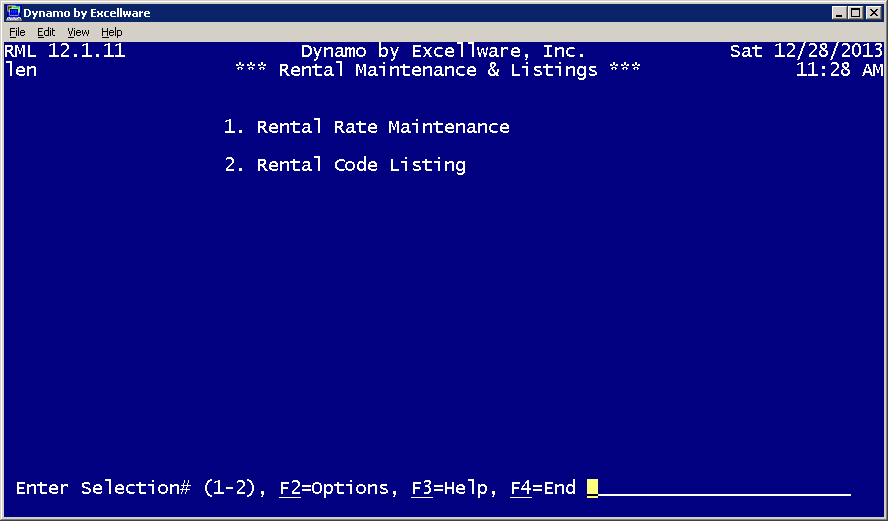 Dynamo by Excellware
File Edit View Help
RML 12.1.11 Dynamo by Excellware, Inc. Sat 12/28/2013
len *** Rental Maintenance & Listings *** 11:28 AM
1. Rental Rate Maintenance
2. Rental Code Listing
Enter Selection# (1-2), F2=Options, F3=Help, F4=End